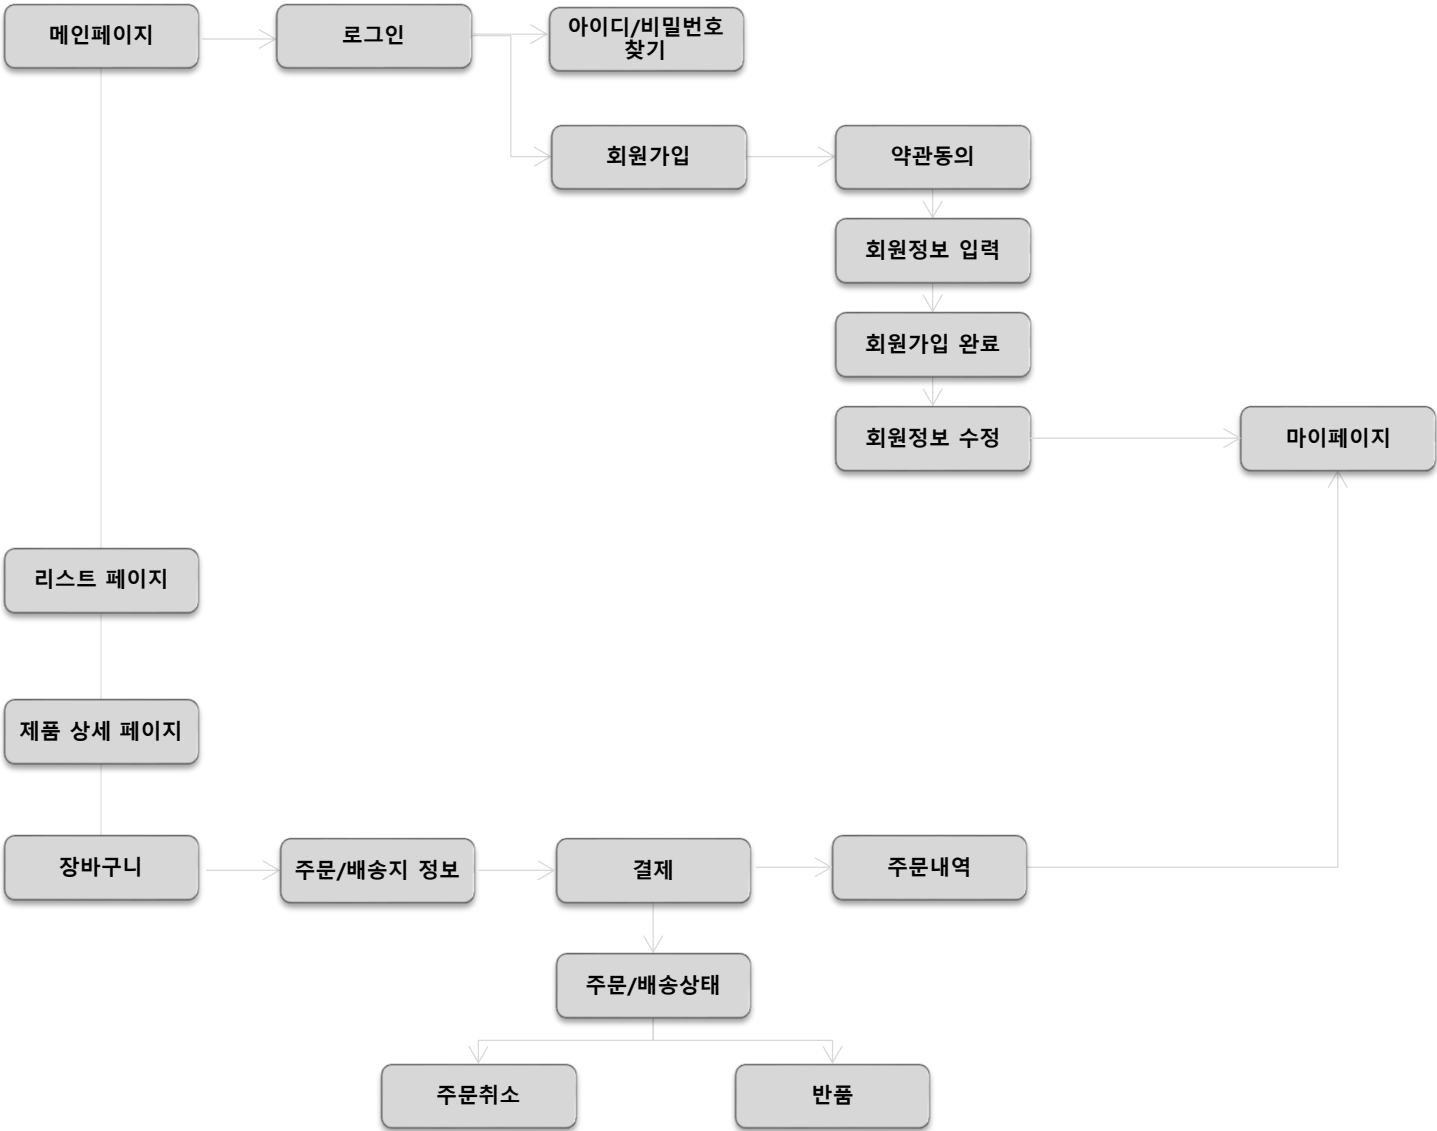 메인페이지
로그인
아이디/비밀번호
찾기
회원가입
약관동의
회원정보 입력
회원가입 완료
회원정보 수정
마이페이지
리스트 페이지
제품 상세 페이지
장바구니
주문/배송지 정보
결제
주문내역
주문/배송상태
주문취소
반품